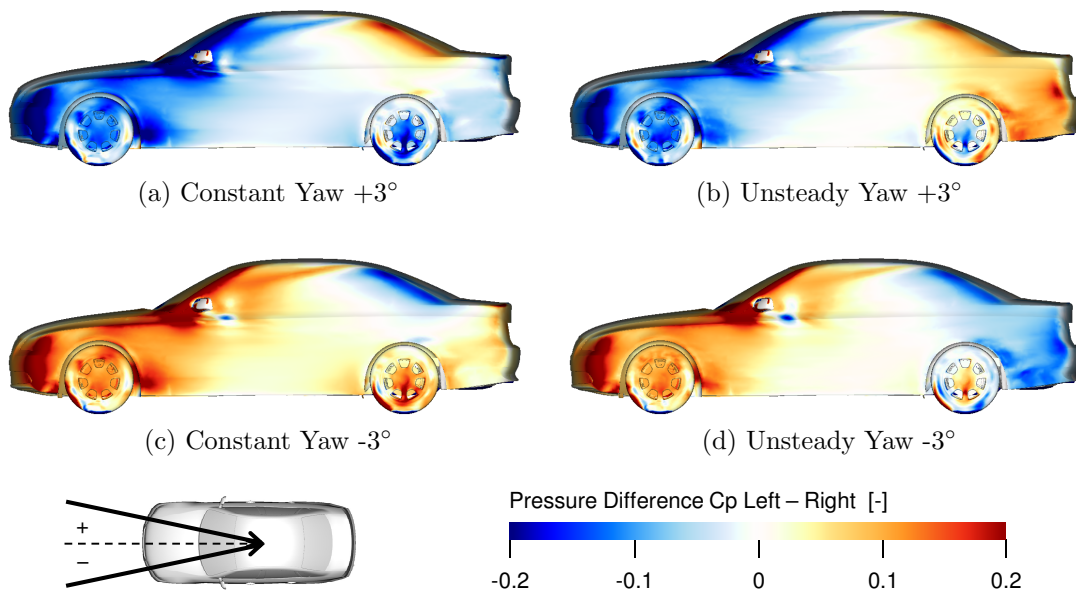 (a) Constant Yaw +3°
(b) Unsteady Yaw +3°
(c) Constant Yaw -3°
(d) Unsteady Yaw -3°
+
−
Pressure Difference Cp Left – Right [-]
-0.2 -0.1 0 0.1 0.2